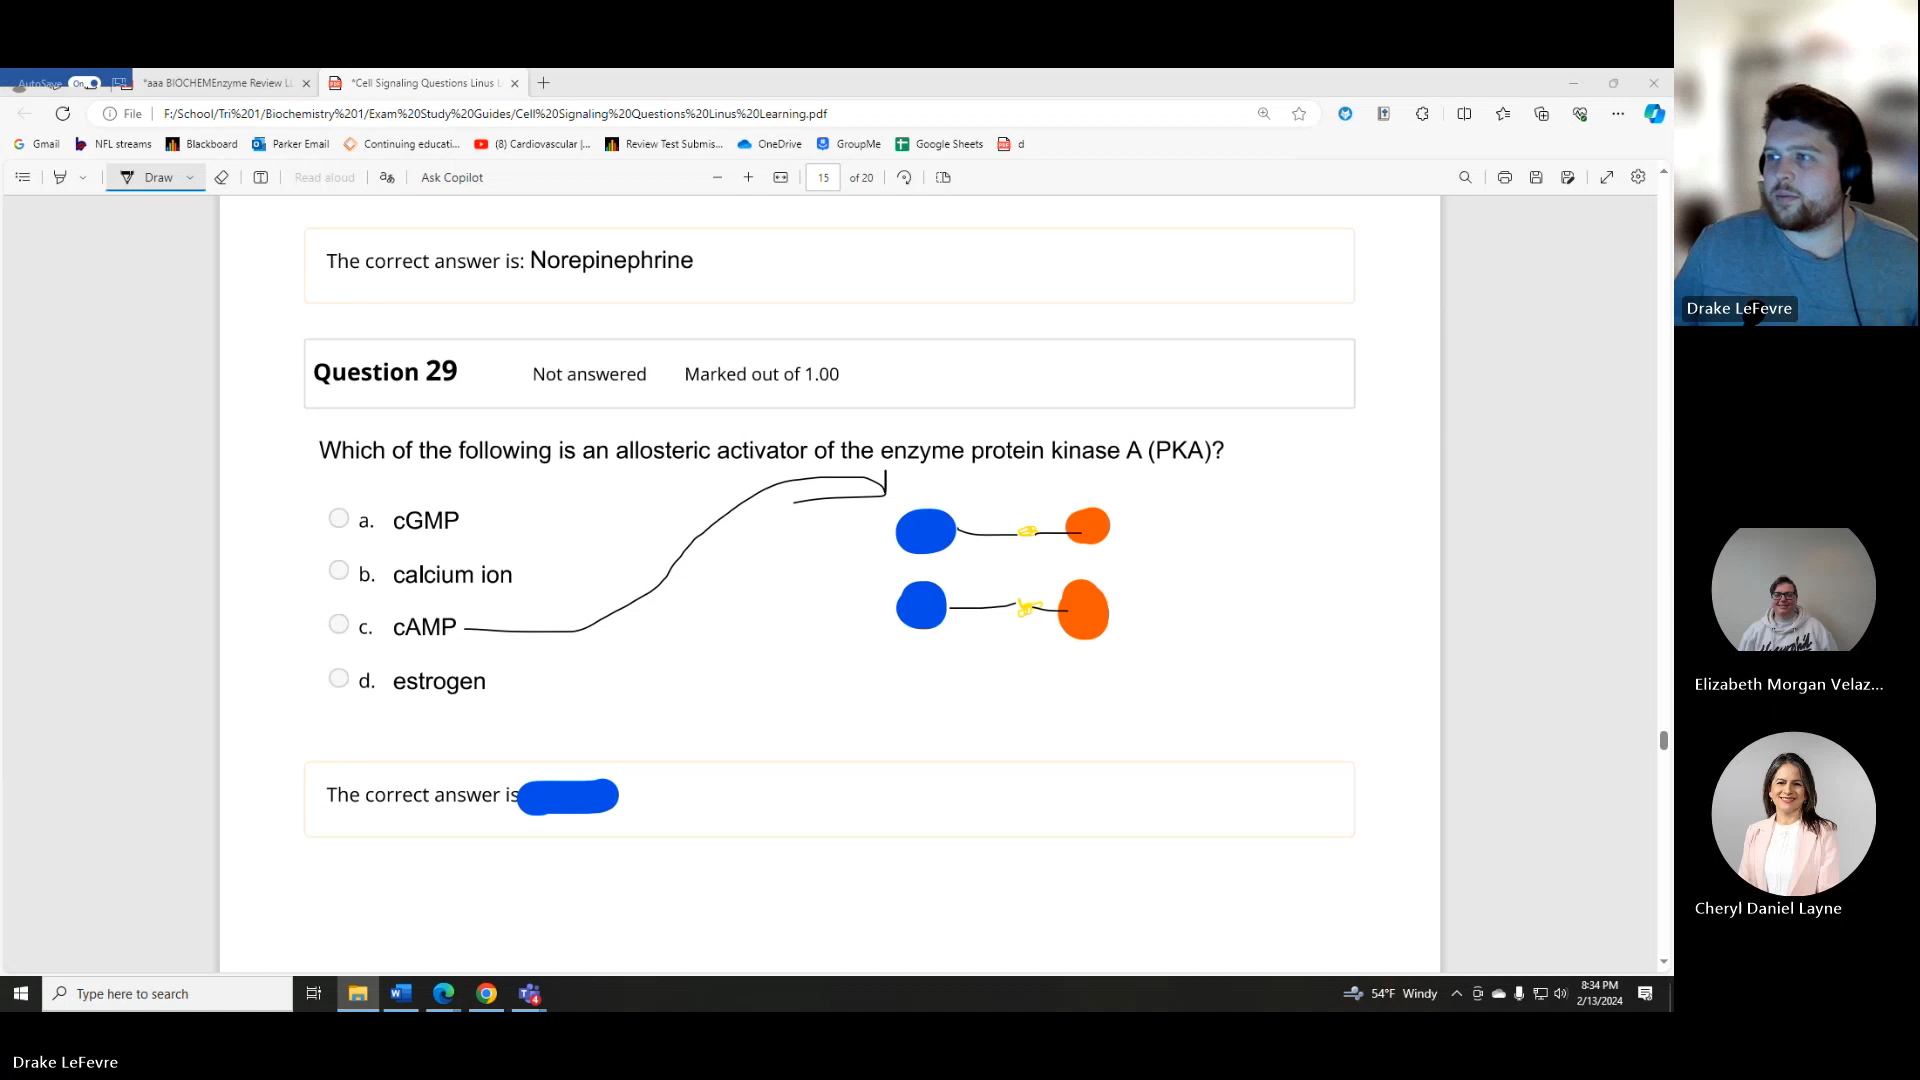 AutoSave On
*aaa BIOCHEMEnzyme Review LL
*Cell Signaling Questions Linus L
File F:/School/Tri%201/Biochemistry%201/Exam%20Study%20Guides/Cell%20Signaling%20Questions%20Linus%20Learning.pdf
Gmail NFL streams Blackboard Parker Email Continuing educati... (8) Cardiovascular |... Review Test Submis... OneDrive GroupMe Google Sheets d
Draw Read aloud Ask Copilot 15 of 20
The correct answer is: Norepinephrine
Question 29 Not answered Marked out of 1.00
Which of the following is an allosteric activator of the enzyme protein kinase A (PKA)?
a. cGMP
b. calcium ion
c. cAMP
d. estrogen
The correct answer is
Type here to search
4
54°F Windy
8:34 PM
2/13/2024
Drake LeFevre
Elizabeth Morgan Velaz...
Cheryl Daniel Layne
Drake LeFevre